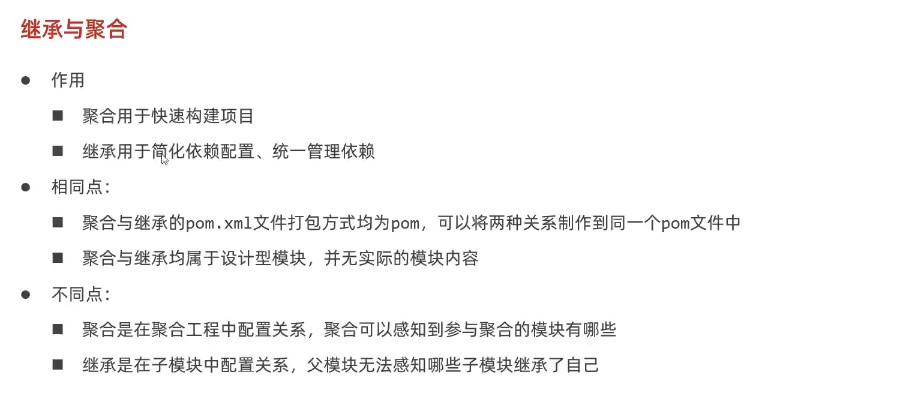 继承与聚合
作用
聚合用于快速构建项目
继承用于简化依赖配置、统一管理依赖
相同点：
聚合与继承的pom.xml文件打包方式均为pom，可以将两种关系制作到同一个pom文件中
聚合与继承均属于设计型模块，并无实际的模块内容
不同点：
聚合是在聚合工程中配置关系，聚合可以感知到参与聚合的模块有哪些
继承是在子模块中配置关系，父模块无法感知哪些子模块继承了自己